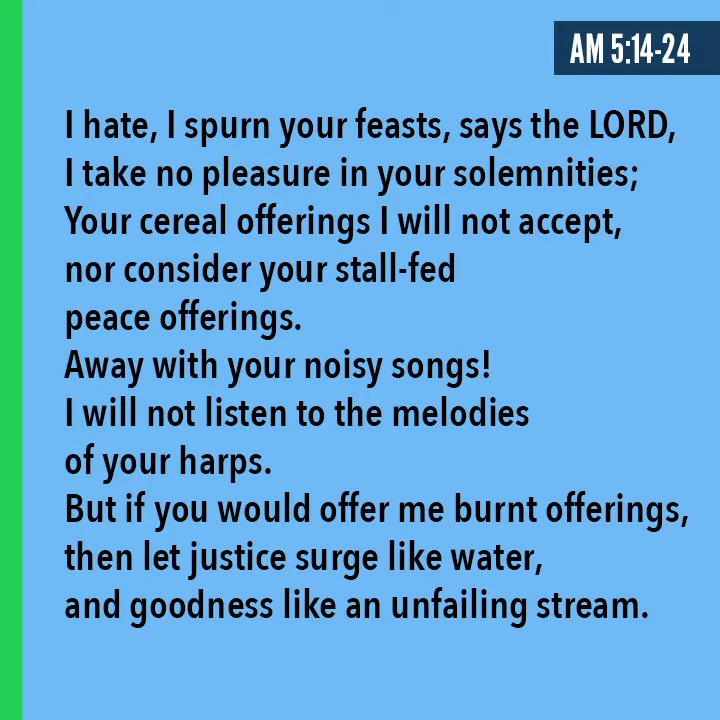 AM 5:14-24
I hate, I spurn your feasts, says the LORD,
I take no pleasure in your solemnities;
Your cereal offerings I will not accept,
nor consider your stall-fed
peace offerings.
Away with your noisy songs!
I will not listen to the melodies
of your harps.
But if you would offer me burnt offerings,
then let justice surge like water,
and goodness like an unfailing stream.